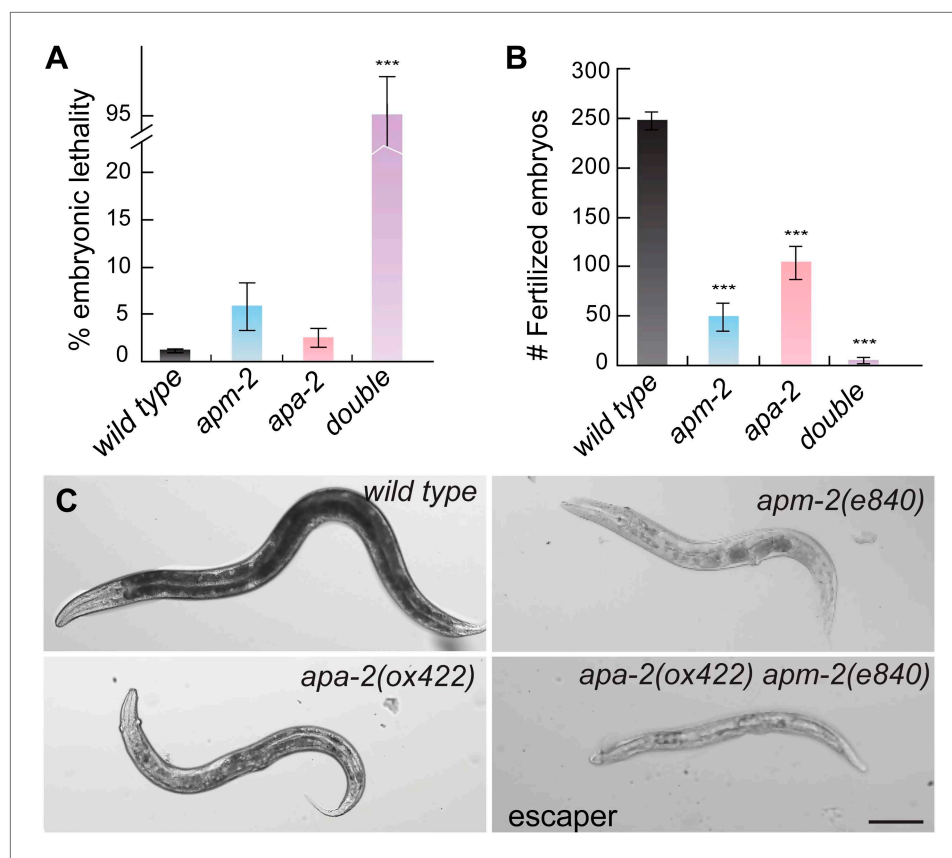 A
% embryonic lethality
95
20
15
10
5
0
***
wild type
apm-2
apa-2
double
B
# Fertilized embryos
300
250
200
150
100
50
0
***
***
***
wild type
apm-2
apa-2
double
C
wild type
apm-2(e840)
apa-2(ox422)
apa-2(ox422) apm-2(e840)
escaper